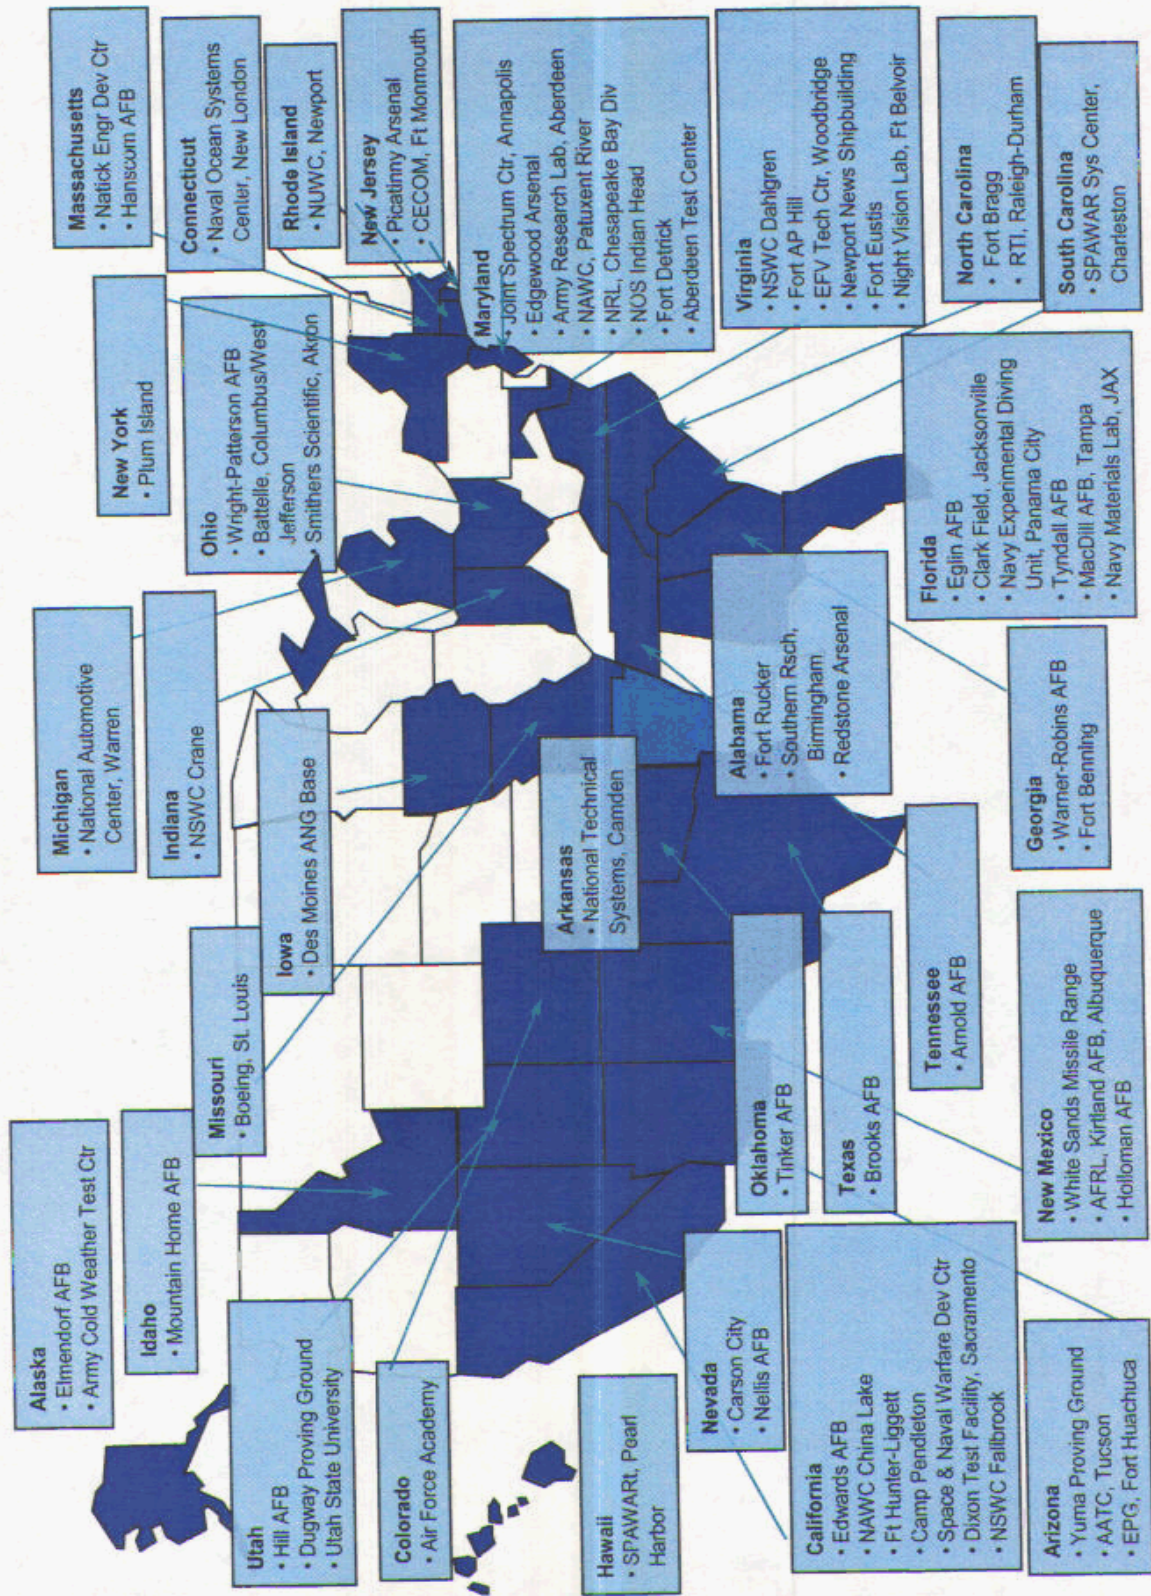 Alaska
• Elmendorf AFB
• Army Cold Weather Test Ctr
Idaho
• Mountain Home AFB
Utah
• Hill AFB
• Dugway Proving Ground
• Utah State University
Colorado
• Air Force Academy
Hawaii
• SPAWARt, Pearl
Harbor
Nevada
• Carson City
• Nellis AFB
California
• Edwards AFB
• NAWC China Lake
• Ft Hunter-Liggett
• Camp Pendleton
• Space & Naval Warfare Dev Ctr
• Dixon Test Facility, Sacramento
• NSWC Fallbrook
Arizona
• Yuma Proving Ground
• AATC, Tucson
• EPG, Fort Huachuca
Missouri
• Boeing, St. Louis
Iowa
• Des Moines ANG Base
Michigan
• National Automotive
Center, Warren
Indiana
• NSWC Crane
Arkansas
• National Technical
Systems, Camden
Oklahoma
• Tinker AFB
Texas
• Brooks AFB
New Mexico
• White Sands Missile Range
• AFRL, Kirtland AFB, Albuquerque
• Holloman AFB
Tennessee
• Arnold AFB
Alabama
• Fort Rucker
• Southern Rsch,
Birmingham
• Redstone Arsenal
Georgia
• Warner-Robins AFB
• Fort Benning
Florida
• Eglin AFB
• Clark Field, Jacksonville
• Navy Expenmental Diving
Unit, Panama City
• Tyndall AFB
• MacDill AFB, Tampa
• Navy Materials Lab, JAX
New York
• Plum Island
Ohio
• Wright-Patterson AFB
• Battelle, Columbus/West
Jefferson
• Smithers Scientific, Akron
Massachusetts
• Natick Engr Dev Ctr
• Hanscom AFB
Connecticut
• Naval Ocean Systems
Center, New London
Rhode Island
• NUWC, Newport
New Jersey
• Picatinny Arsenal
• CECOM, Ft Monmouth
Maryland
• Joint Spectrum Ctr, Annapolis
• Edgewood Arsenal
• Army Research Lab, Aberdeen
• NAWC, Patuxent River
• NRL, Chesapeake Bay Div
• NOS Indian Head
• Fort Detrick
• Aberdeen Test Center
Virginia
• NSWC Dahlgren
• Fort AP Hill
• EFV Tech Ctr, Woodbridge
• Newport News Shipbuilding
• Fort Eustis
• Night Vision Lab, Ft Belvoir
North Carolina
• Fort Bragg
• RTI, Raleigh-Durham
South Carolina
• SPAWAR Sys Center,
Charleston